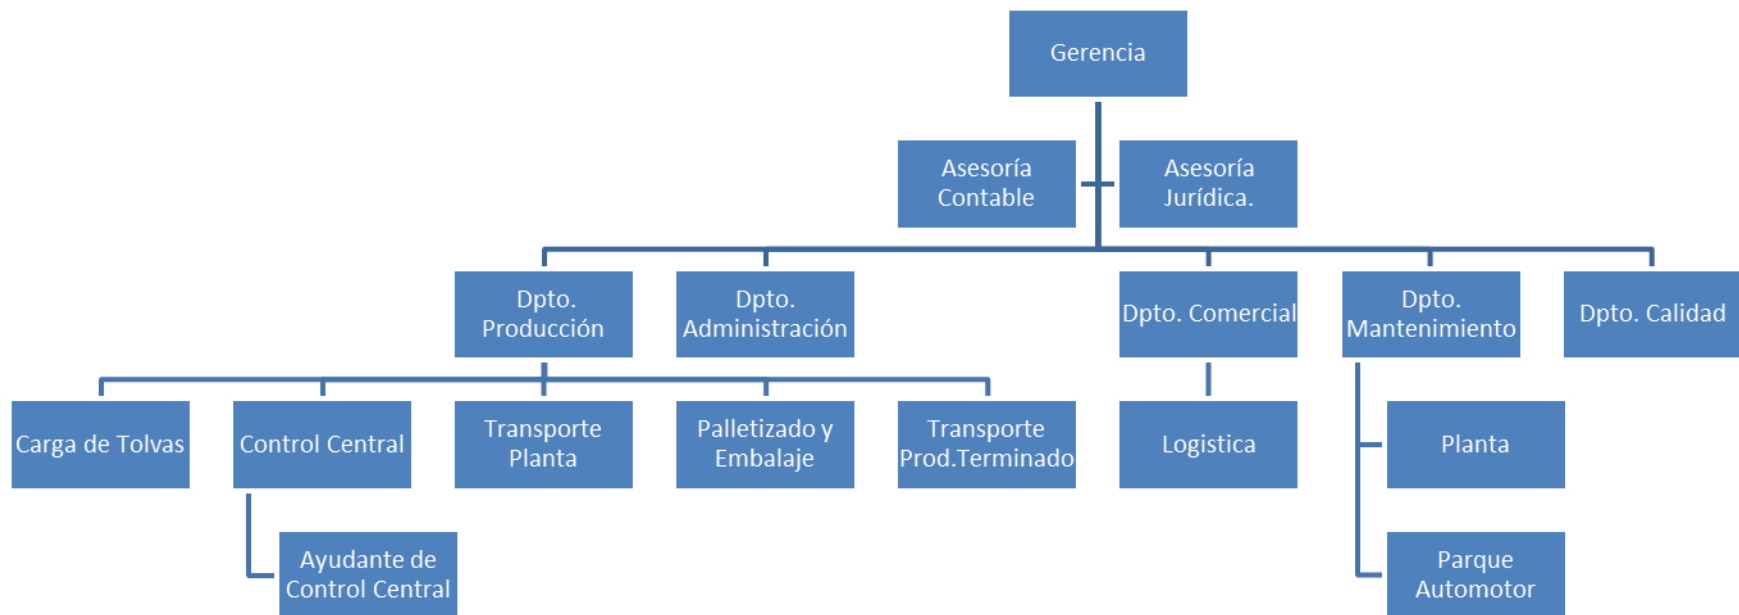 Gerencia
Asesoría
Contable
Asesoría
Jurídica.
Dpto.
Producción
Dpto.
Administración
Dpto. Comercial
Dpto.
Mantenimiento
Dpto. Calidad
Carga de Tolvas
Control Central
Transporte
Planta
Palletizado y
Embalaje
Transporte
Prod.Terminado
Logistica
Planta
Ayudante de
Control Central
Parque
Automotor